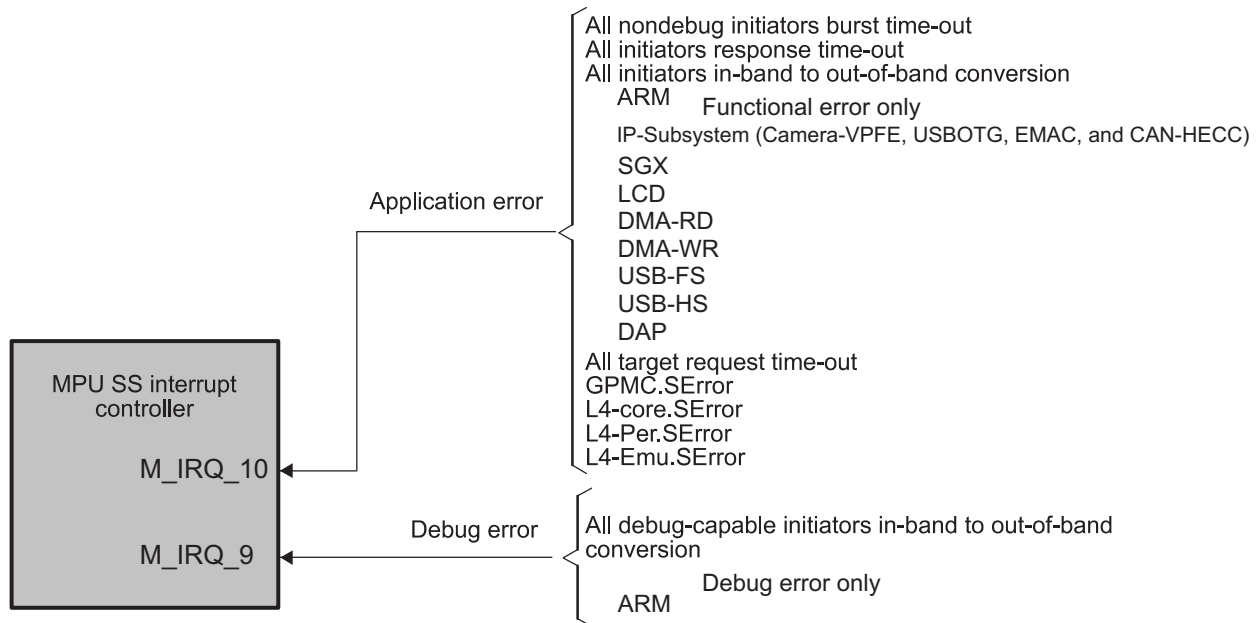 All nondebug initiators burst time-out
All initiators response time-out
All initiators in-band to out-of-band conversion
ARM
Functional error only
IP-Subsystem (Camera-VPFE, USBOTG, EMAC, and CAN-HECC)
SGX
LCD
Application error
DMA-RD
DMA-WR
USB-FS
USB-HS
DAP
All target request time-out
GPMC.SError
L4-core.SError
L4-Per.SError
L4-Emu.SError
MPU SS interrupt
controller
M_IRQ_10
M_IRQ_9
Debug error
All debug-capable initiators in-band to out-of-band
conversion
Debug error only
ARM